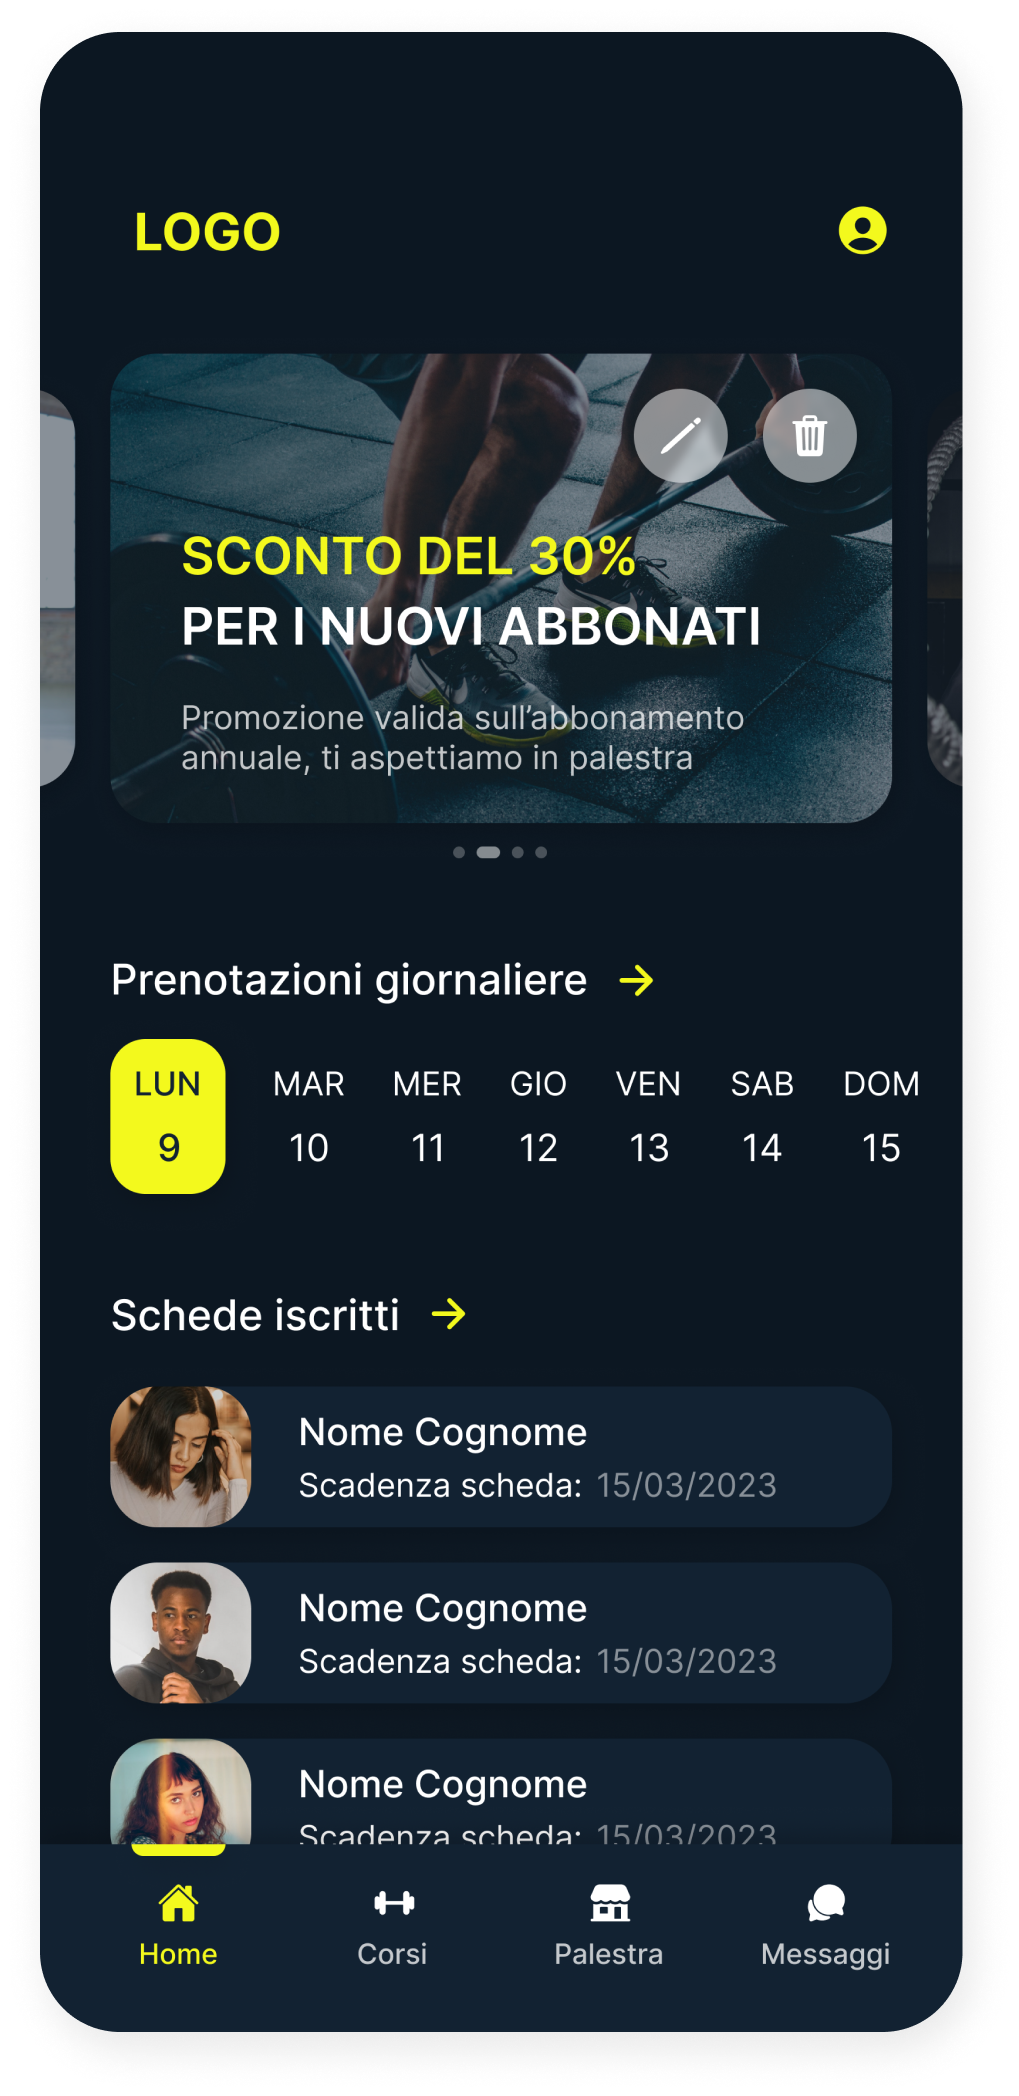 LOGO
SCONTO DEL 30%
PER I NUOVI ABBONATI
Promozione valida sull’abbonamento
annuale, ti aspettiamo in palestra
Prenotazioni giornaliere
LUN MAR MER GIO VEN SAB DOM
9 10 11 12 13 14 15
Schede iscritti
Nome Cognome
Scadenza scheda: 15/03/2023
Nome Cognome
Scadenza scheda: 15/03/2023
Nome Cognome
Scadenza scheda: 15/03/2023
Home Corsi Palestra Messaggi